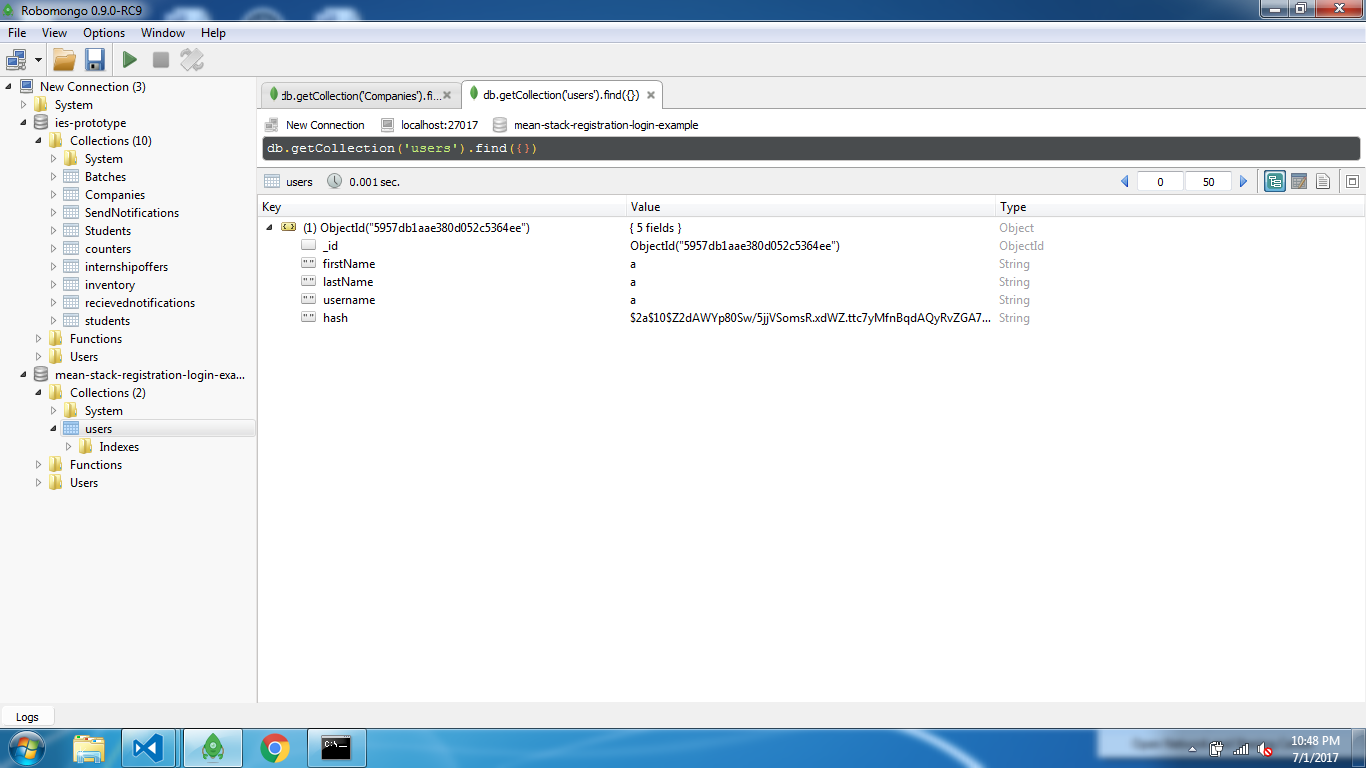 Robomongo 0.9.0-RC9
File View Options Window Help
New Connection (3)
System
ies-prototype
Collections (10)
System
Batches
Companies
SendNotifications
Students
counters
internshipoffers
inventory
recievednotifications
students
Functions
Users
mean-stack-registration-login-exa...
Collections (2)
System
users
Indexes
Functions
Users
db.getCollection('Companies').fi... db.getCollection('users').find({})
New Connection localhost:27017 mean-stack-registration-login-example
db.getCollection('users').find({})
users 0.001 sec. 0 50
Key Value Type
(1) ObjectId("5957db1aae380d052c5364ee") { 5 fields } Object
_id ObjectId("5957db1aae380d052c5364ee") ObjectId
firstName a String
lastName a String
username a String
hash $2a$10$Z2dAWYp80Sw/5jjVSomsR.xdWZ.ttc7yMfnBqdAQyRvZGA7... String
Logs
C:\.
10:48 PM
7/1/2017